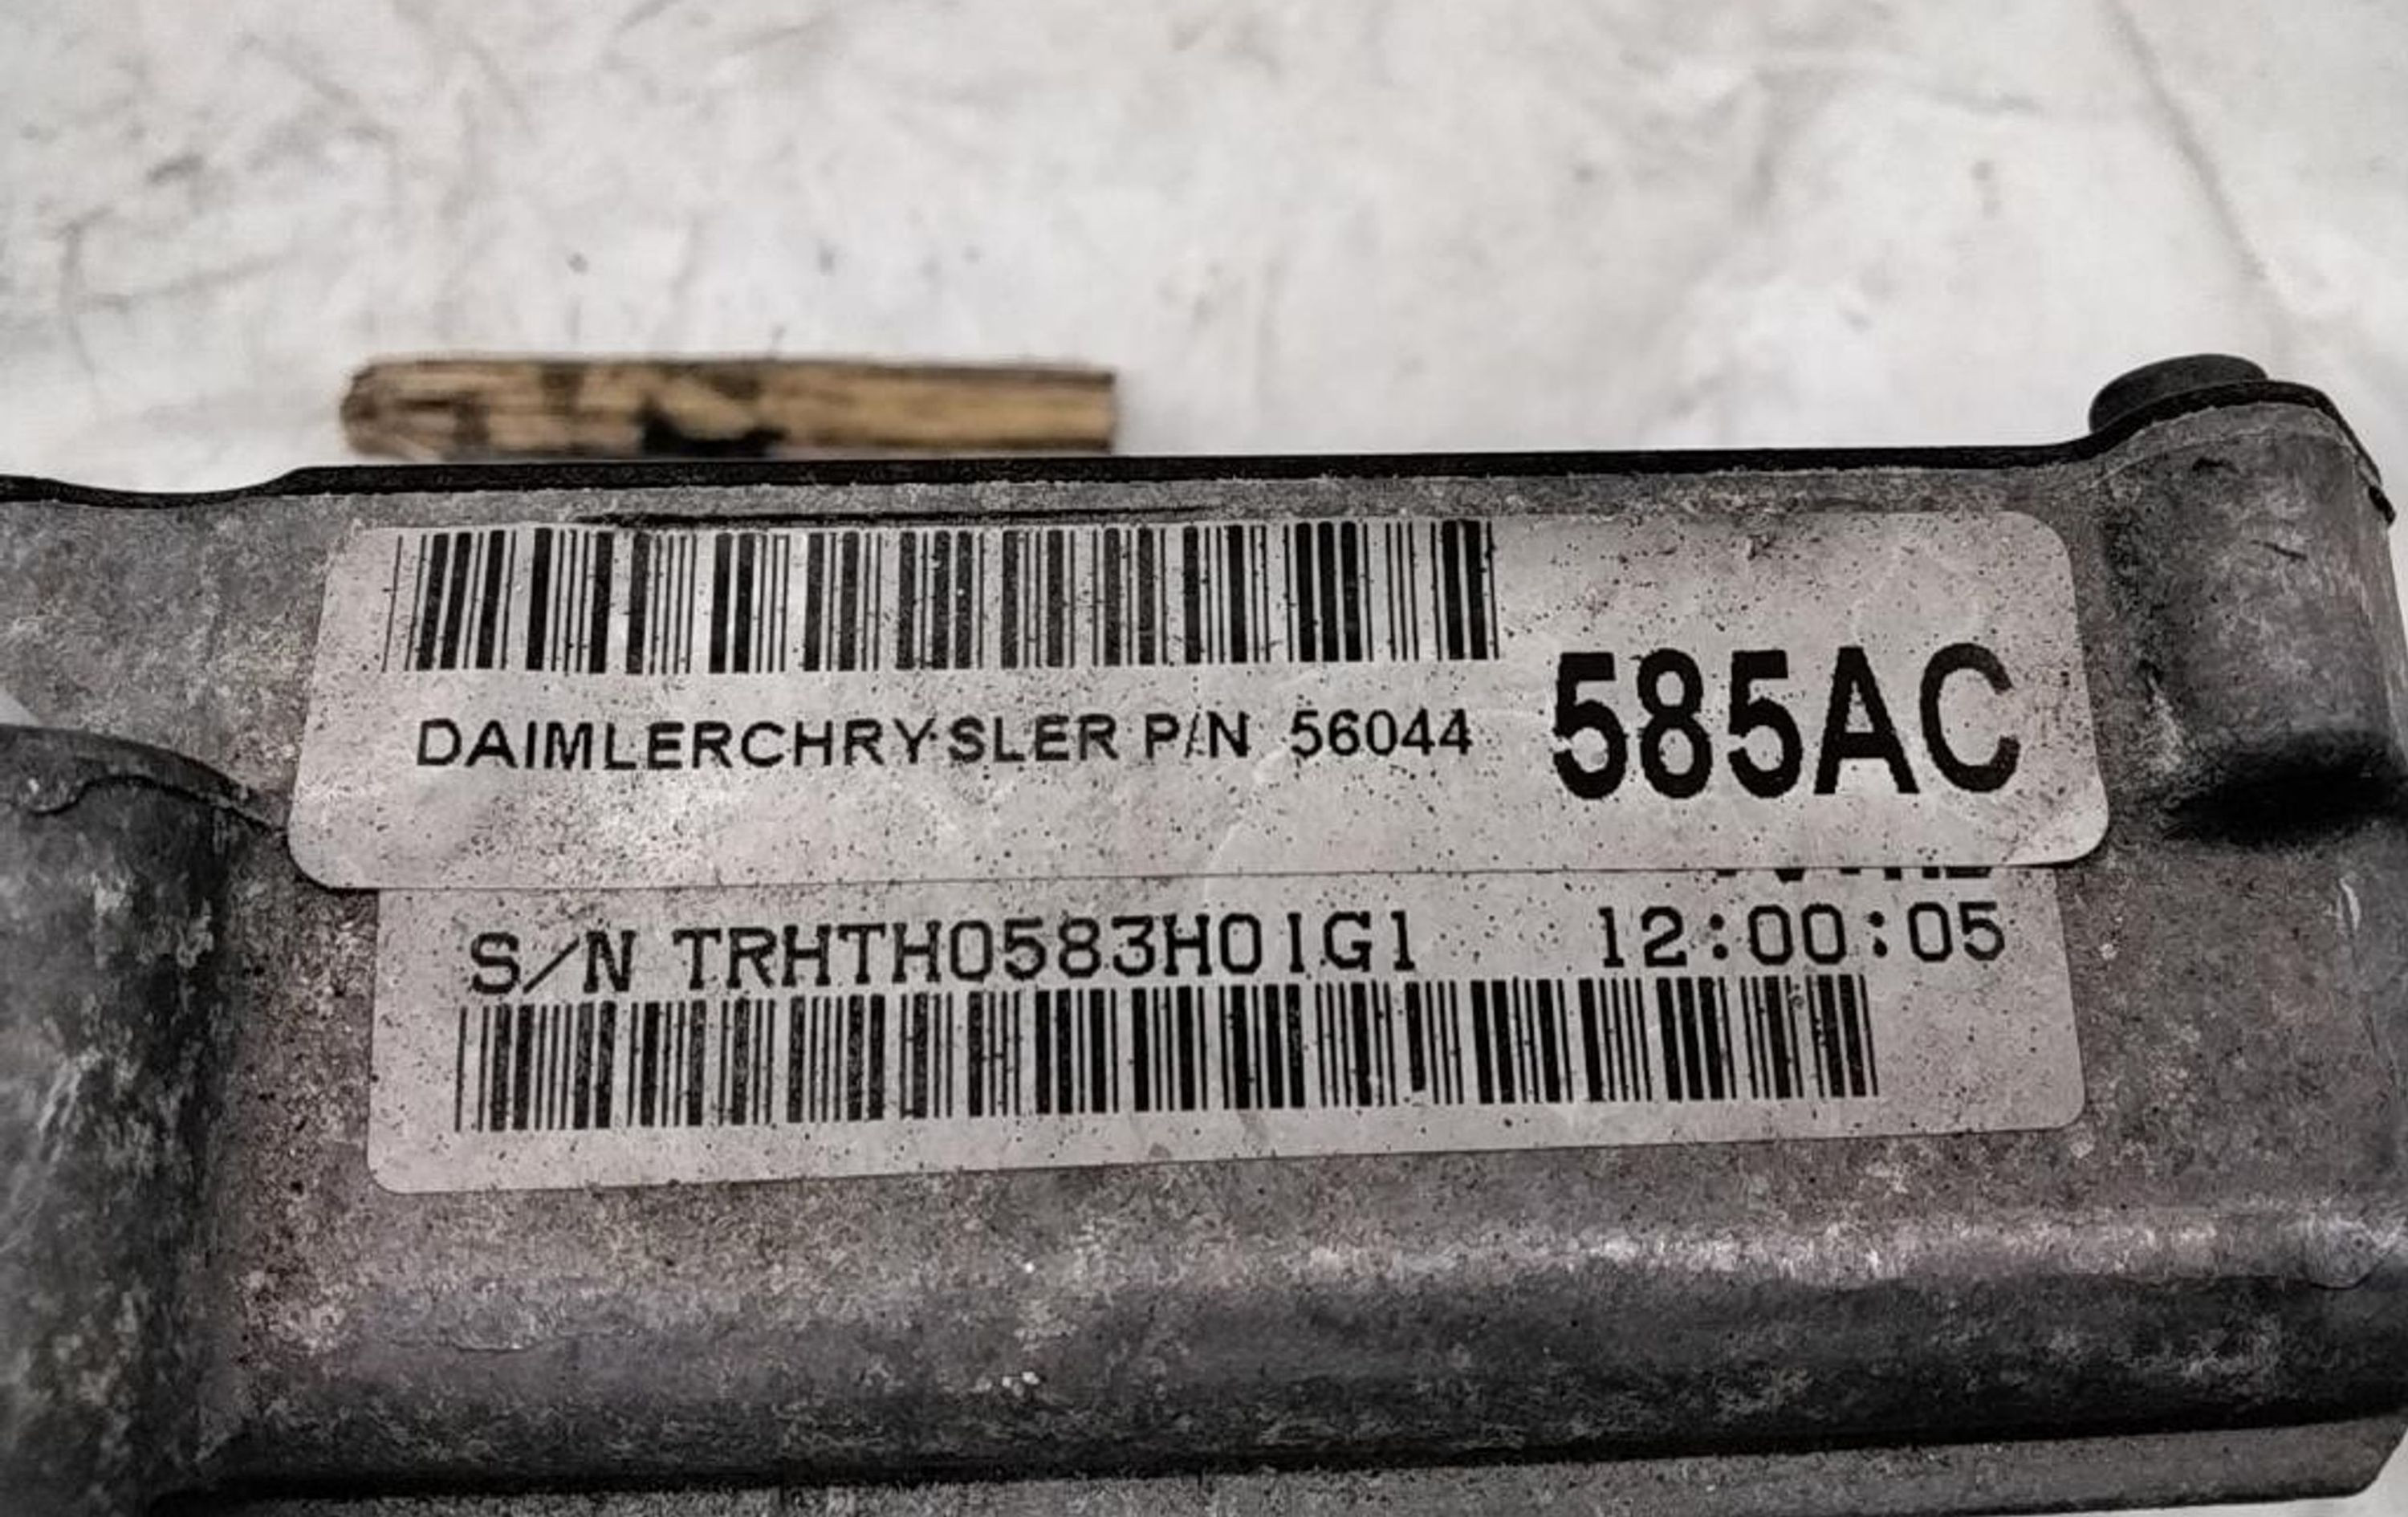 DAIMLERCHRYSLER P/N 56044 585AC
S/N TRHTH0583H01G1 12:00:05